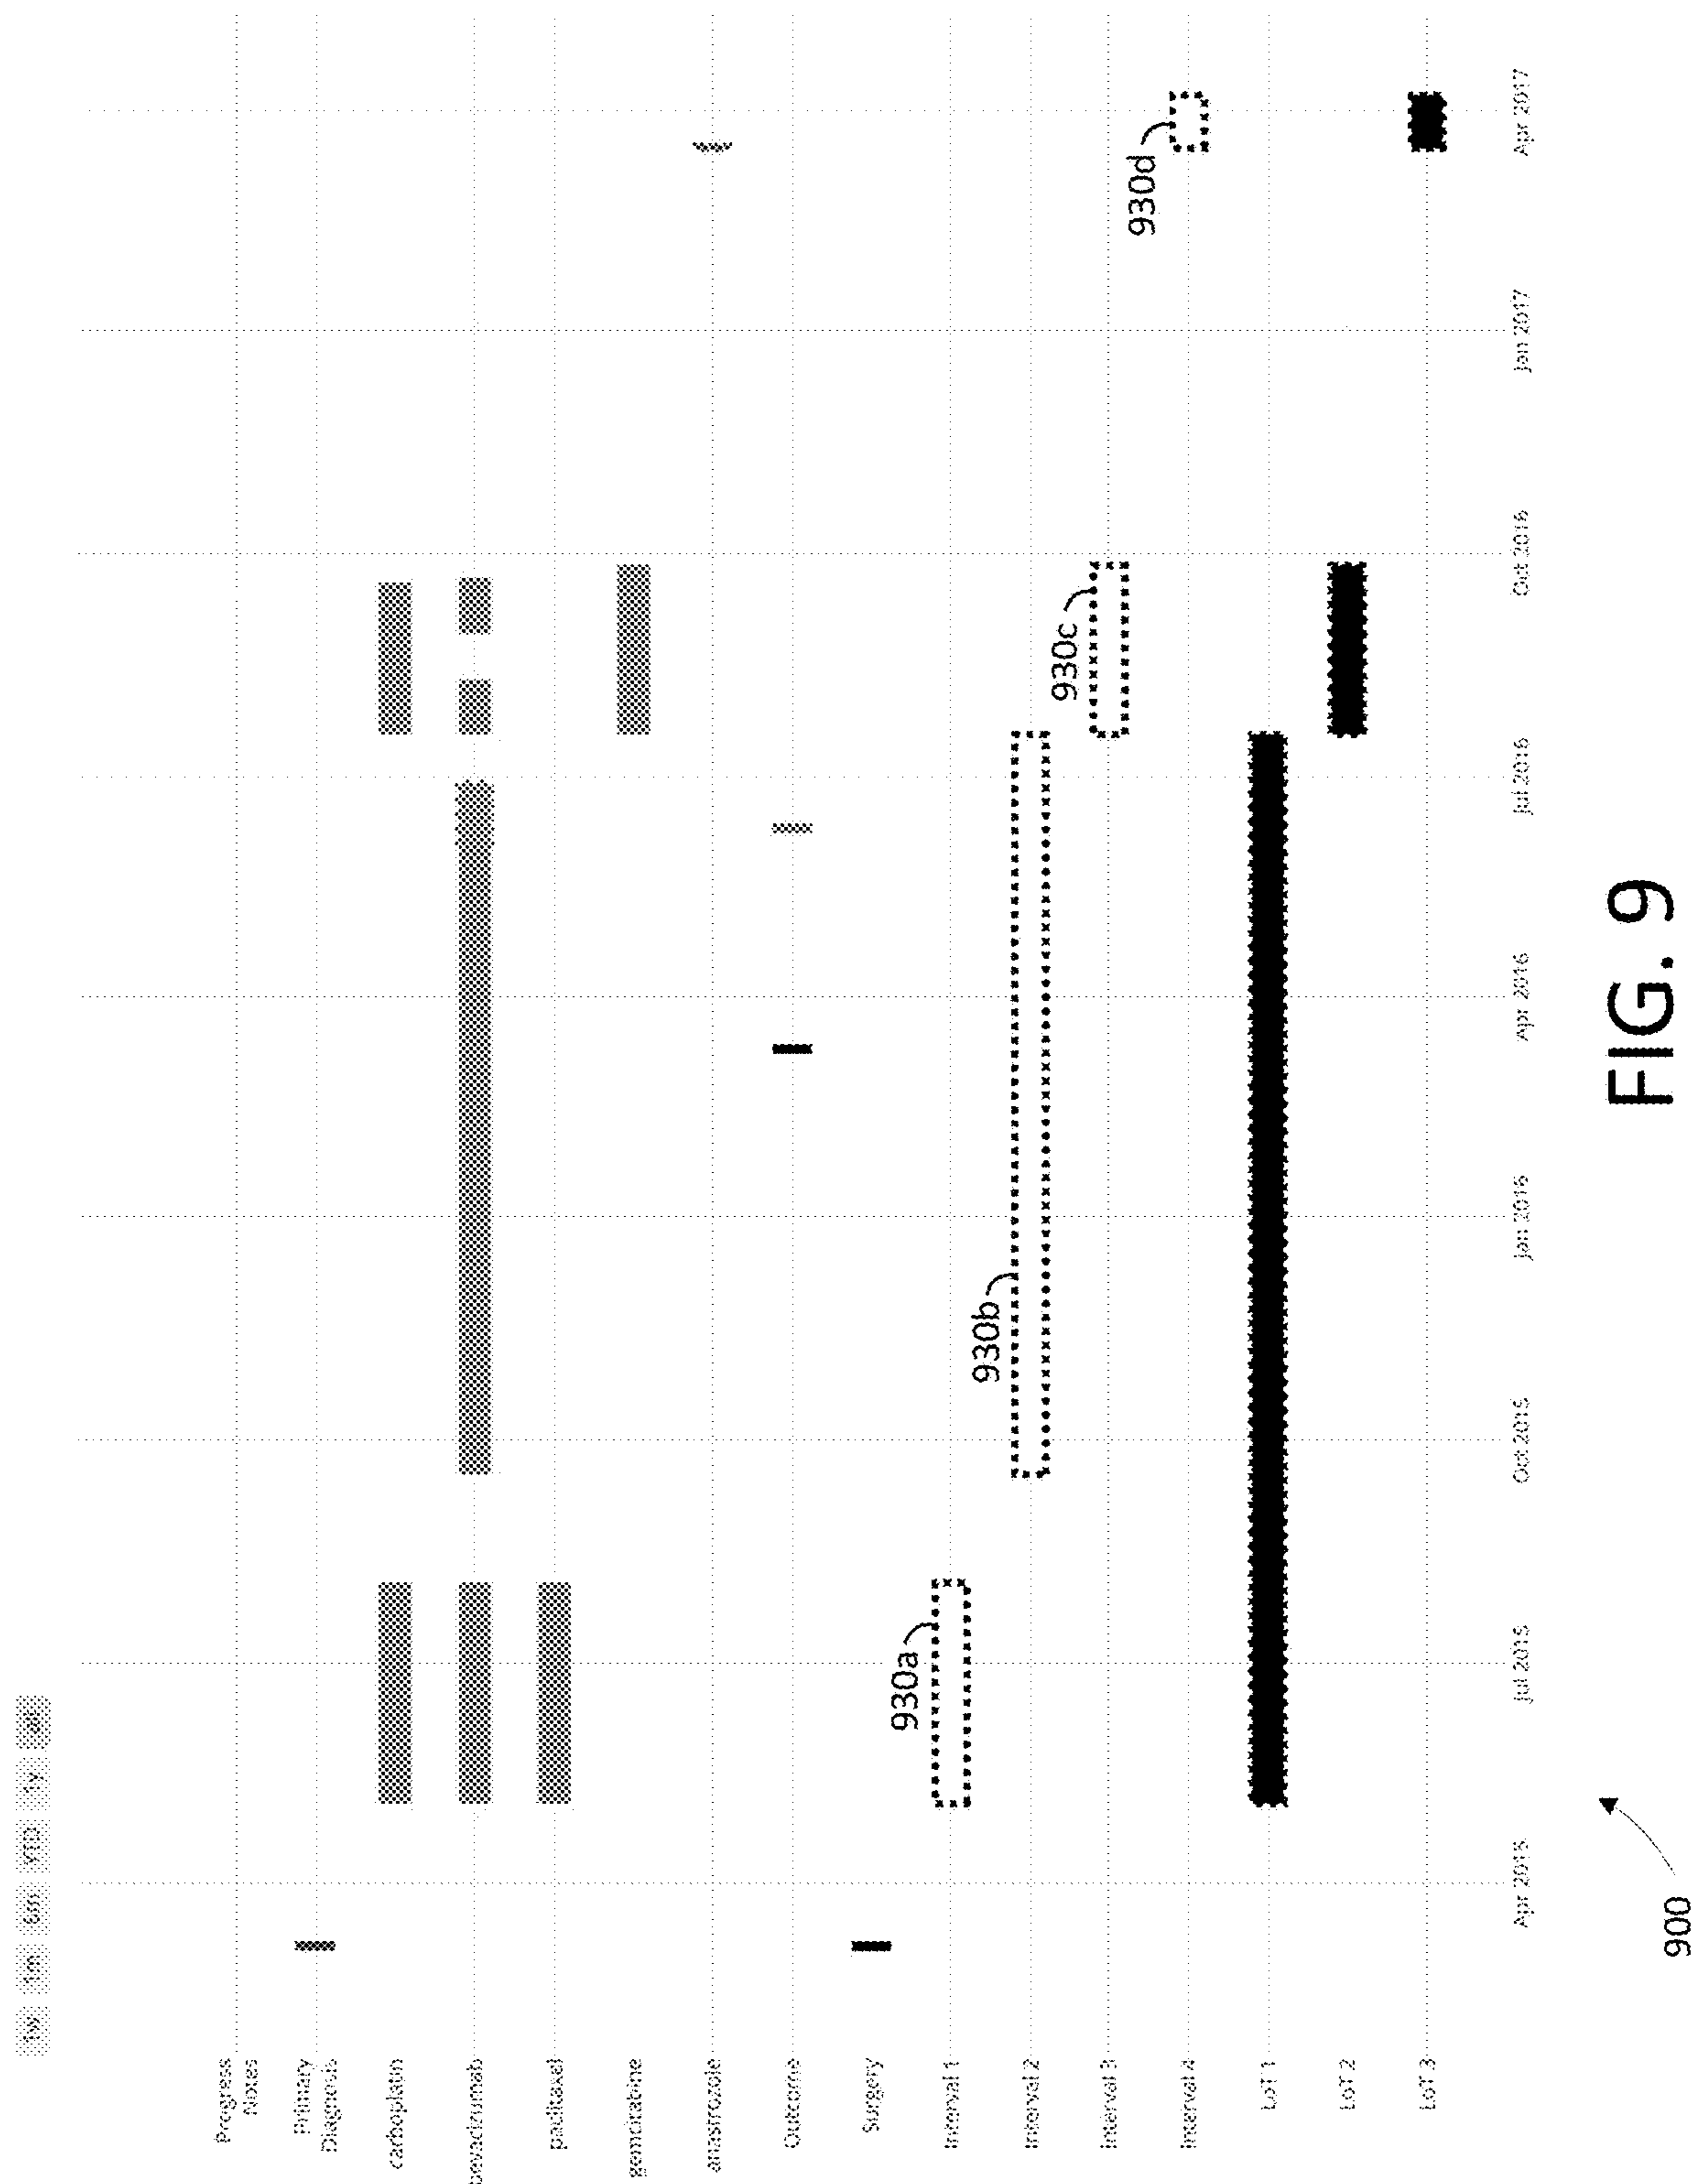 1w 1m 6m YTD 1y all
Progress
Notes
Primary
Diagnosis
carboplatin
bevacizumab
paclitaxel
gemcitabine
anastrozole
Outcome
Surgery
Interval 1
930a
Interval 2
930b
Interval 3
930c
Interval 4
930d
LoT 1
LoT 2
LoT 3
Apr 2015 Jul 2015 Oct 2015 Jan 2016 Apr 2016 Jul 2016 Oct 2016 Jan 2017 Apr 2017
900
FIG. 9